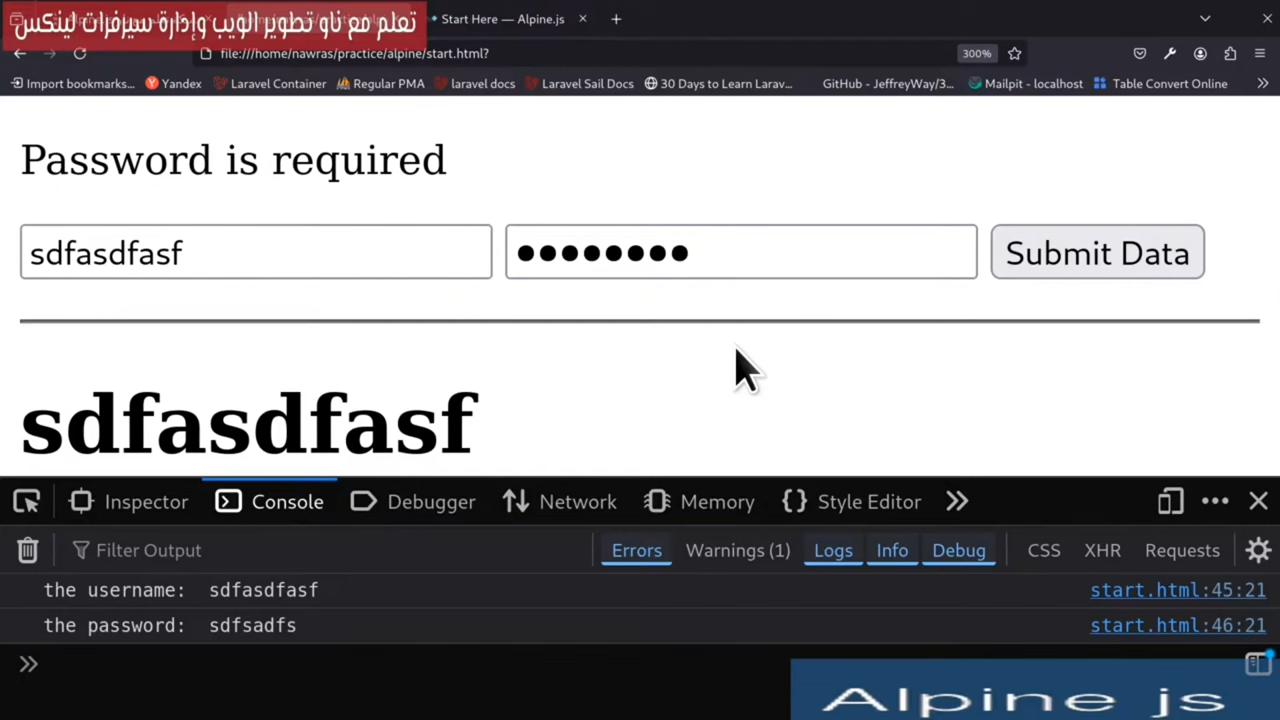 تعلم مع ناو تطوير الويب وإدارة سيرفرات لينكس
Start Here — Alpine.js
file:///home/nawras/practice/alpine/start.html?
300%
Import bookmarks... Yandex Laravel Container Regular PMA laravel docs Laravel Sail Docs 30 Days to Learn Larav... GitHub - JeffreyWay/3... Mailpit - localhost Table Convert Online
Password is required
sdfasdfasf ●●●●●●●● Submit Data
sdfasdfasf
Inspector Console Debugger Network Memory Style Editor
Filter Output Errors Warnings (1) Logs Info Debug CSS XHR Requests
the username: sdfasdfasf start.html:45:21
the password: sdfsadfs start.html:46:21
Alpine js